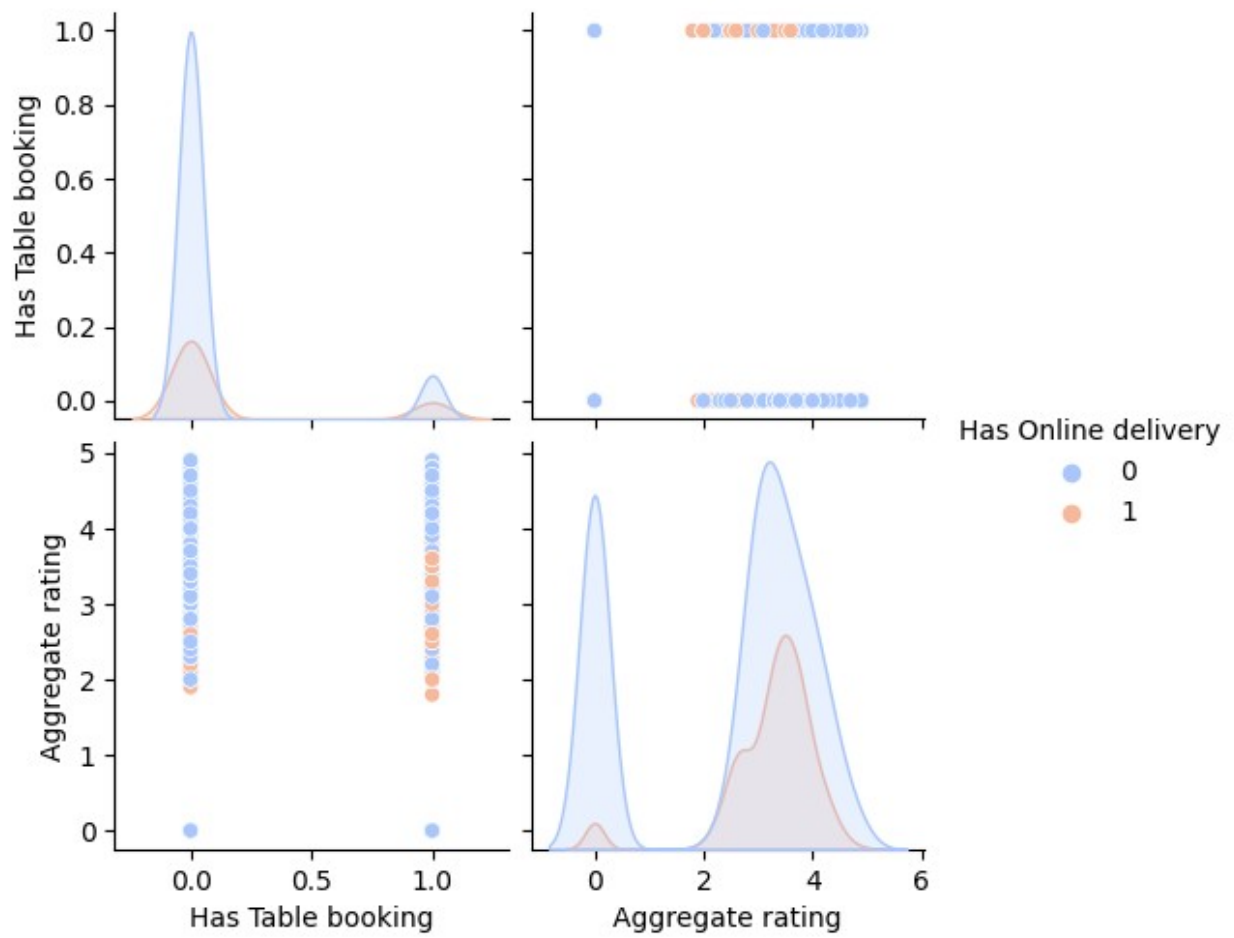 Has Table booking
1.0
0.8
0.6
0.4
0.2
0.0
Aggregate rating
5
4
3
2
1
0
0.0 0.5 1.0
Has Table booking
0 2 4 6
Aggregate rating
Has Online delivery
0
1